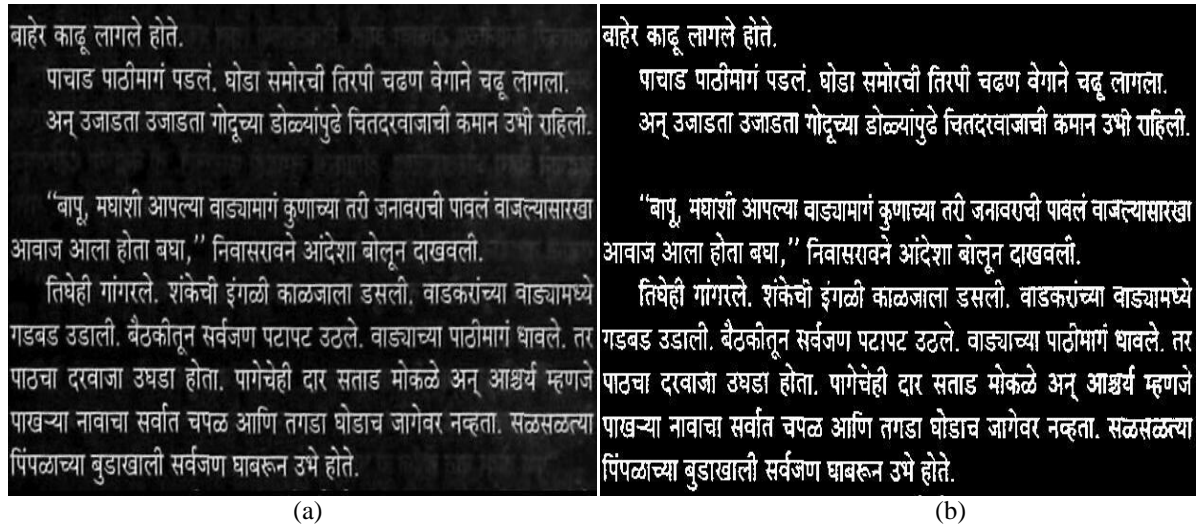 बाहेर काढू लागले होते.
पाचाड पाठीमागं पडलं. घोडा समोरची तिरपी चढण वेगाने चढू लागला.
अन् उजाडता उजाडता गोदूच्या डोळ्यांपुढे चितदरवाजाची कमान उभी राहिली.
“बापू, मघाशी आपल्या वाड्यामागं कुणाच्या तरी जनावराची पावलं वाजल्यासारखा
आवाज आला होता बघा,” निवासरावने आंदेशा बोलून दाखवली.
तिघेही गांगरले. शंकेची इंगळी काळजाला डसली. वाडकरांच्या वाड्यामध्ये
गडबड उडाली. बैठकीतून सर्वजण पटापट उठले. वाड्याच्या पाठीमागं धावले. तर
पाठचा दरवाजा उघडा होता. पागेचेही दार सताड मोकळे अन् आश्चर्य म्हणजे
पाखऱ्या नावाचा सर्वात चपळ आणि तगडा घोडाच जागेवर नव्हता. सळसळत्या
पिंपळाच्या बुडाखाली सर्वजण घाबरून उभे होते.
(a)
बाहेर काढू लागले होते.
पाचाड पाठीमागं पडलं. घोडा समोरची तिरपी चढण वेगाने चढू लागला.
अन् उजाडता उजाडता गोदूच्या डोळ्यांपुढे चितदरवाजाची कमान उभी राहिली.
“बापू, मघाशी आपल्या वाड्यामागं कुणाच्या तरी जनावराची पावलं वाजल्यासारखा
आवाज आला होता बघा,” निवासरावने आंदेशा बोलून दाखवली.
तिघेही गांगरले. शंकेची इंगळी काळजाला डसली. वाडकरांच्या वाड्यामध्ये
गडबड उडाली. बैठकीतून सर्वजण पटापट उठले. वाड्याच्या पाठीमागं धावले. तर
पाठचा दरवाजा उघडा होता. पागेचेही दार सताड मोकळे अन् आश्चर्य म्हणजे
पाखऱ्या नावाचा सर्वात चपळ आणि तगडा घोडाच जागेवर नव्हता. सळसळत्या
पिंपळाच्या बुडाखाली सर्वजण घाबरून उभे होते.
(b)